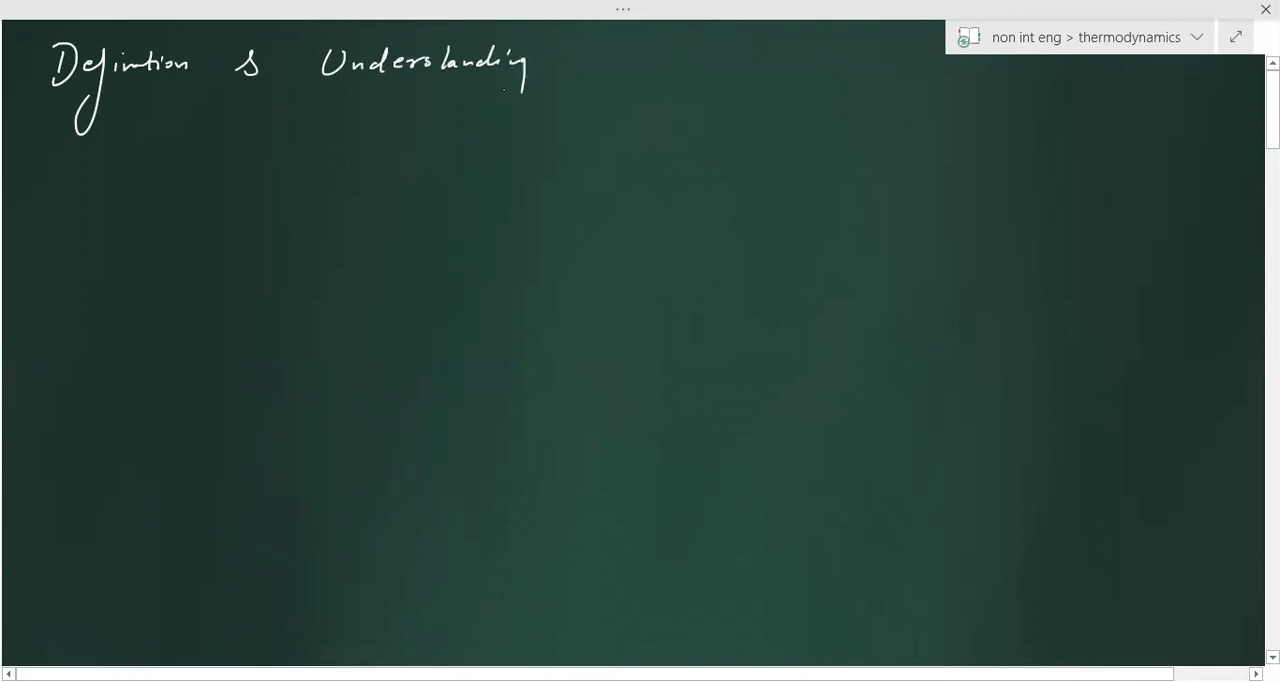 Definition & Understanding
non int eng > thermodynamics